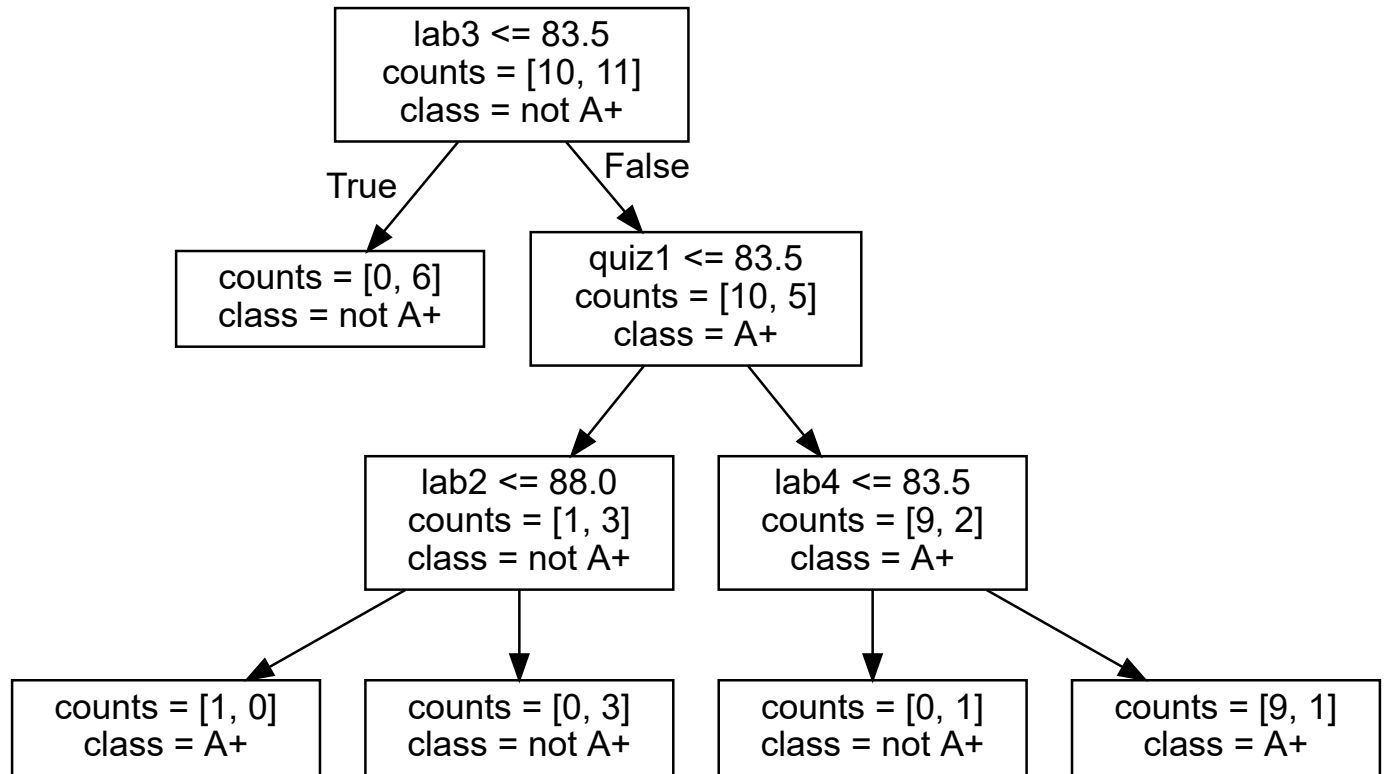 lab3 <= 83.5
counts = [10, 11]
class = not A+
True
False
counts = [0, 6]
class = not A+
quiz1 <= 83.5
counts = [10, 5]
class = A+
lab2 <= 88.0
counts = [1, 3]
class = not A+
lab4 <= 83.5
counts = [9, 2]
class = A+
counts = [1, 0]
class = A+
counts = [0, 3]
class = not A+
counts = [0, 1]
class = not A+
counts = [9, 1]
class = A+